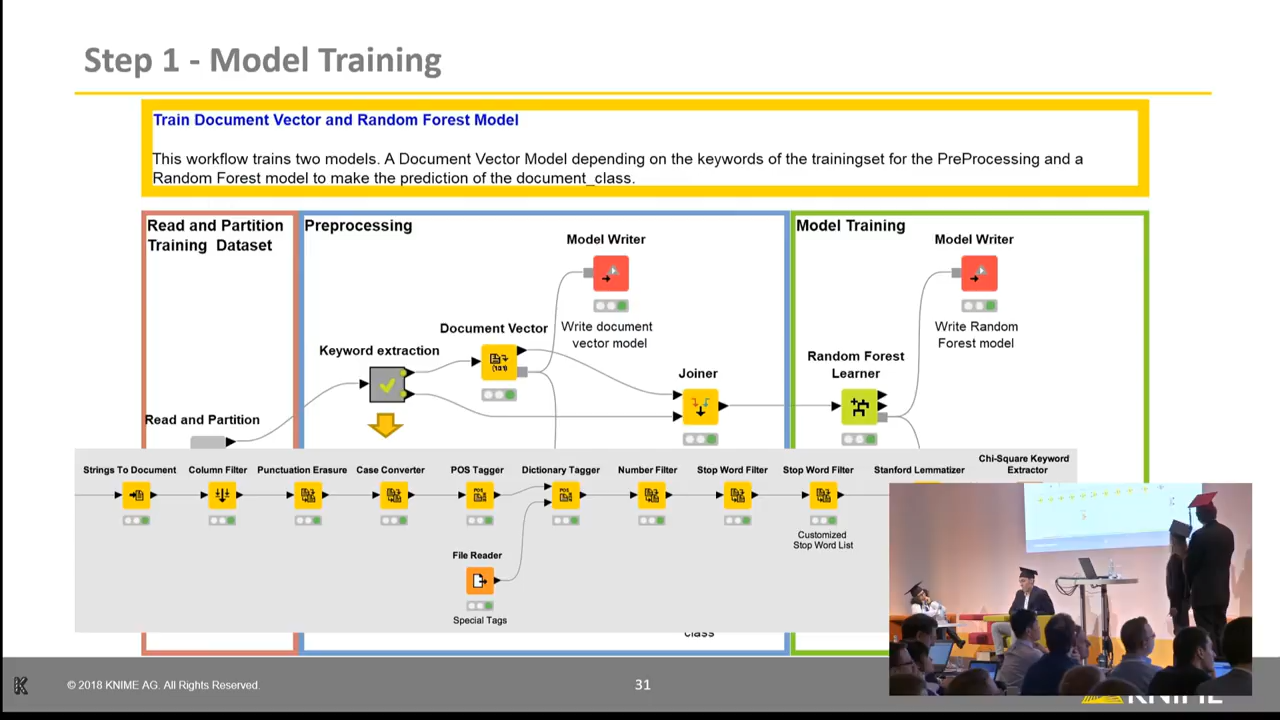 Step 1 - Model Training
Train Document Vector and Random Forest Model
This workflow trains two models. A Document Vector Model depending on the keywords of the trainingset for the PreProcessing and a
Random Forest model to make the prediction of the document_class.
Read and Partition
Training Dataset
Preprocessing
Model Training
Model Writer
Write document
vector model
Model Writer
Write Random
Forest model
Document Vector
Keyword extraction
Joiner
Random Forest
Learner
Read and Partition
Strings To Document
Column Filter
Punctuation Erasure
Case Converter
POS Tagger
POS
Dictionary Tagger
POS
Number Filter
Stop Word Filter
Stop Word Filter
Customized
Stop Word List
Stanford Lemmatizer
Chi-Square Keyword
Extractor
File Reader
Special Tags
class
K
© 2018 KNIME AG. All Rights Reserved.
31
KNIME